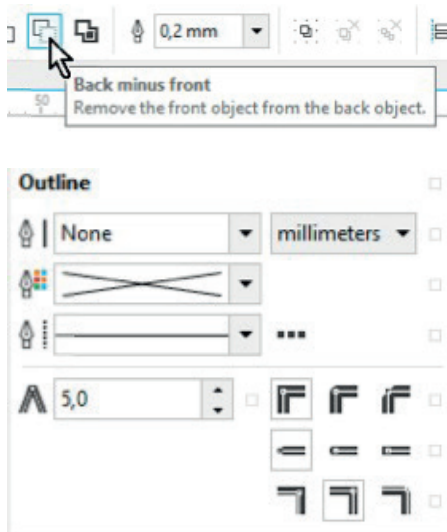 0,2 mm
Back minus front
Remove the front object from the back object.
50
Outline
None
millimeters
5,0